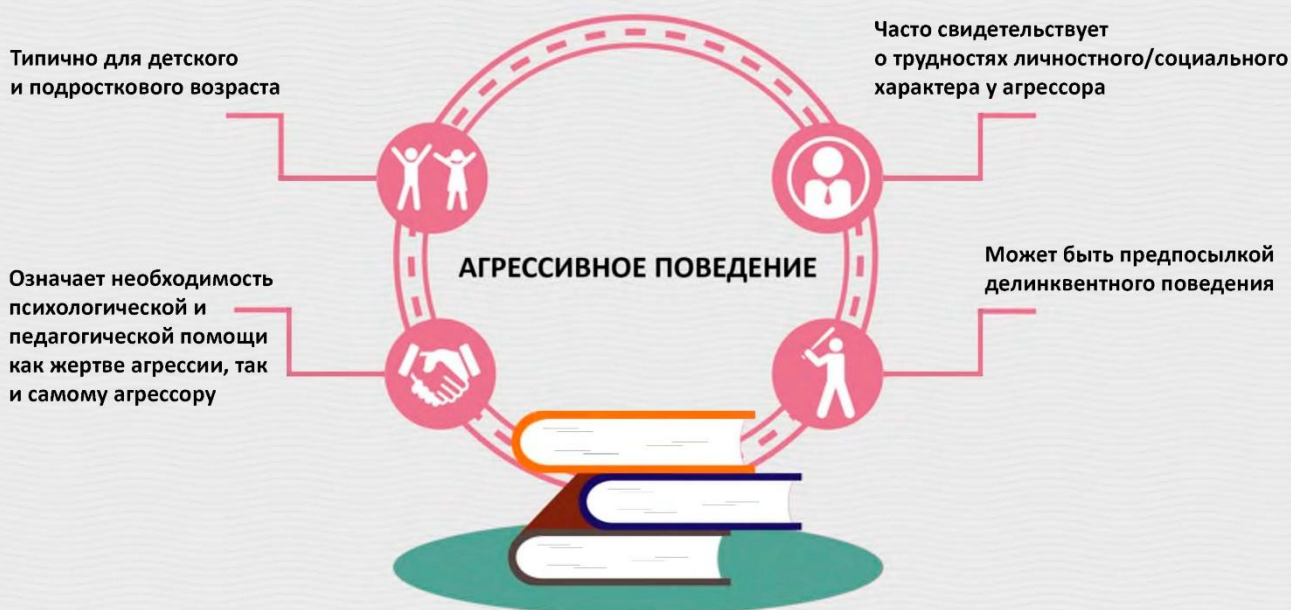 Типично для детского
и подросткового возраста
Часто свидетельствует
о трудностях личностного/социального
характера у агрессора
АГРЕССИВНОЕ ПОВЕДЕНИЕ
Означает необходимость
психологической и
педагогической помощи
как жертве агрессии, так
и самому агрессору
Может быть предпосылкой
делинквентного поведения